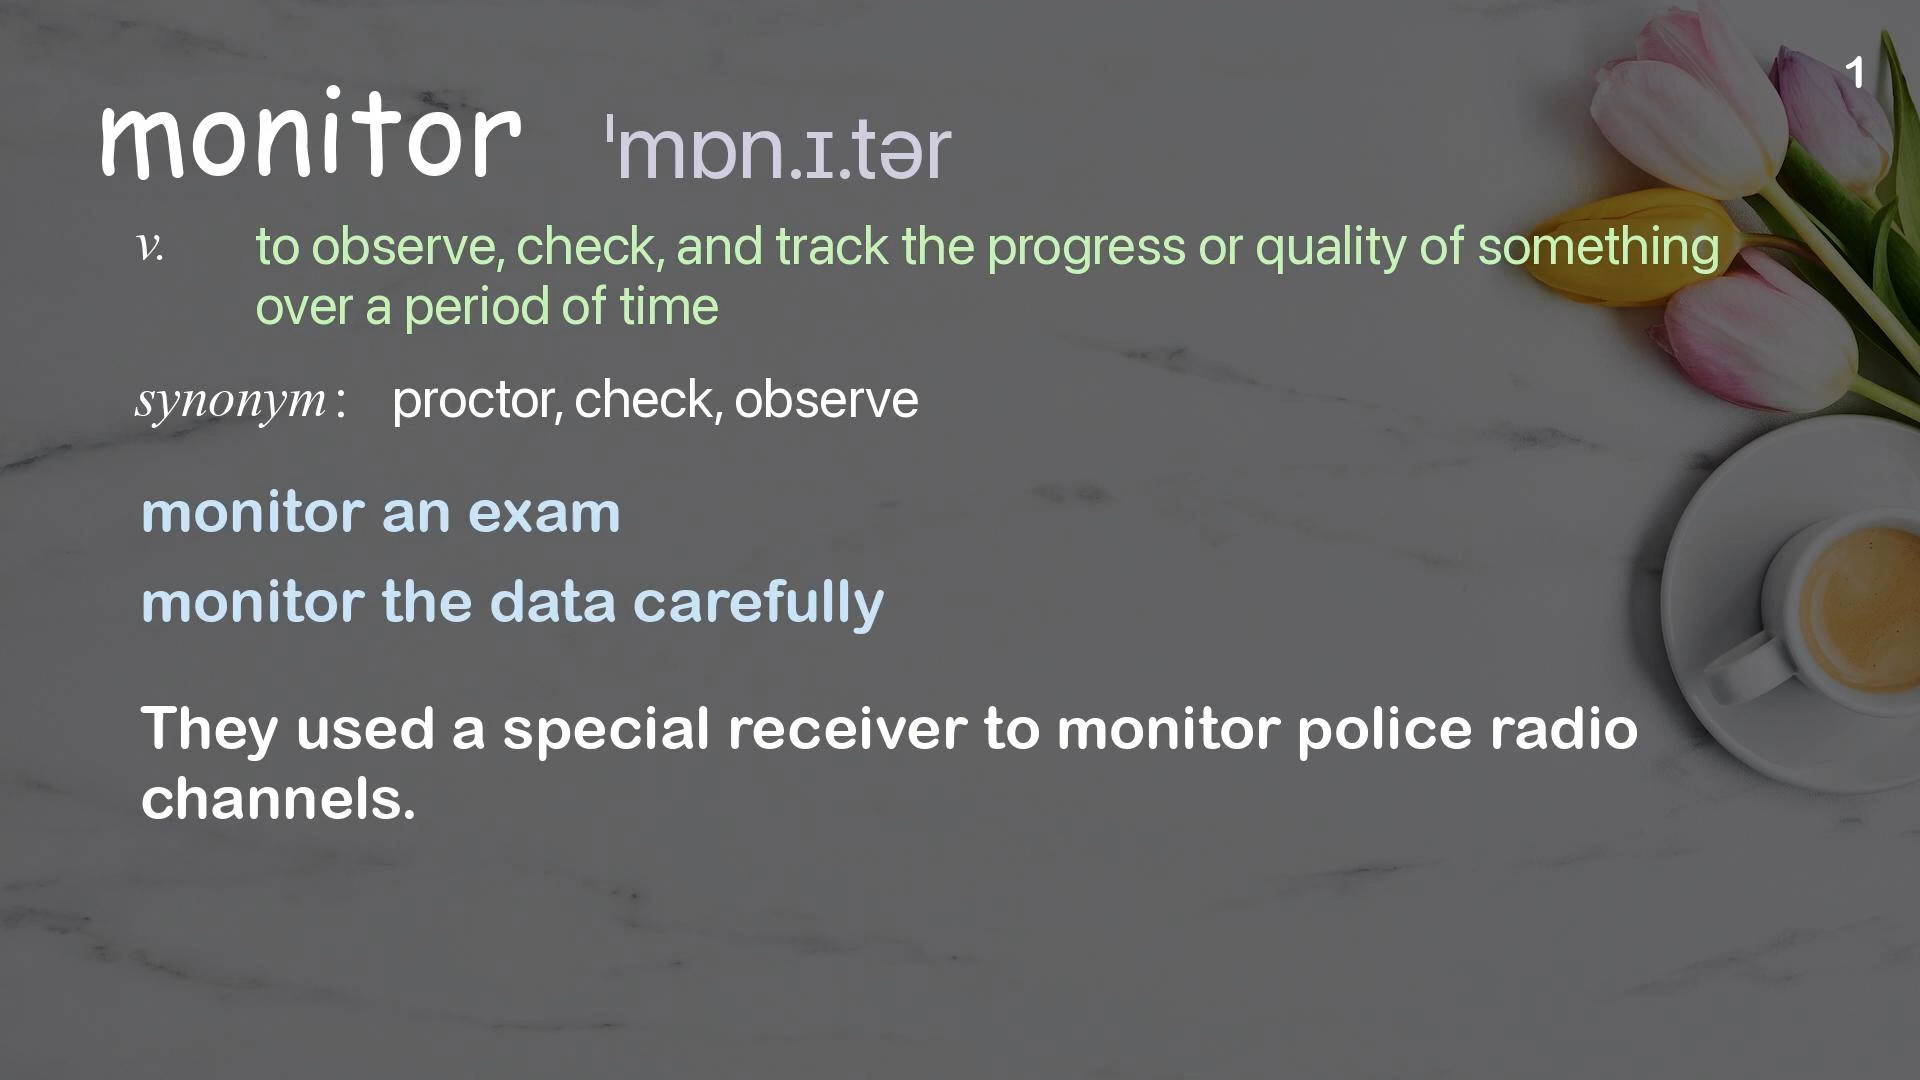 1
monitor ˈmɒn.ɪ.tər
v. to observe, check, and track the progress or quality of something
over a period of time
synonym: proctor, check, observe
monitor an exam
monitor the data carefully
They used a special receiver to monitor police radio
channels.